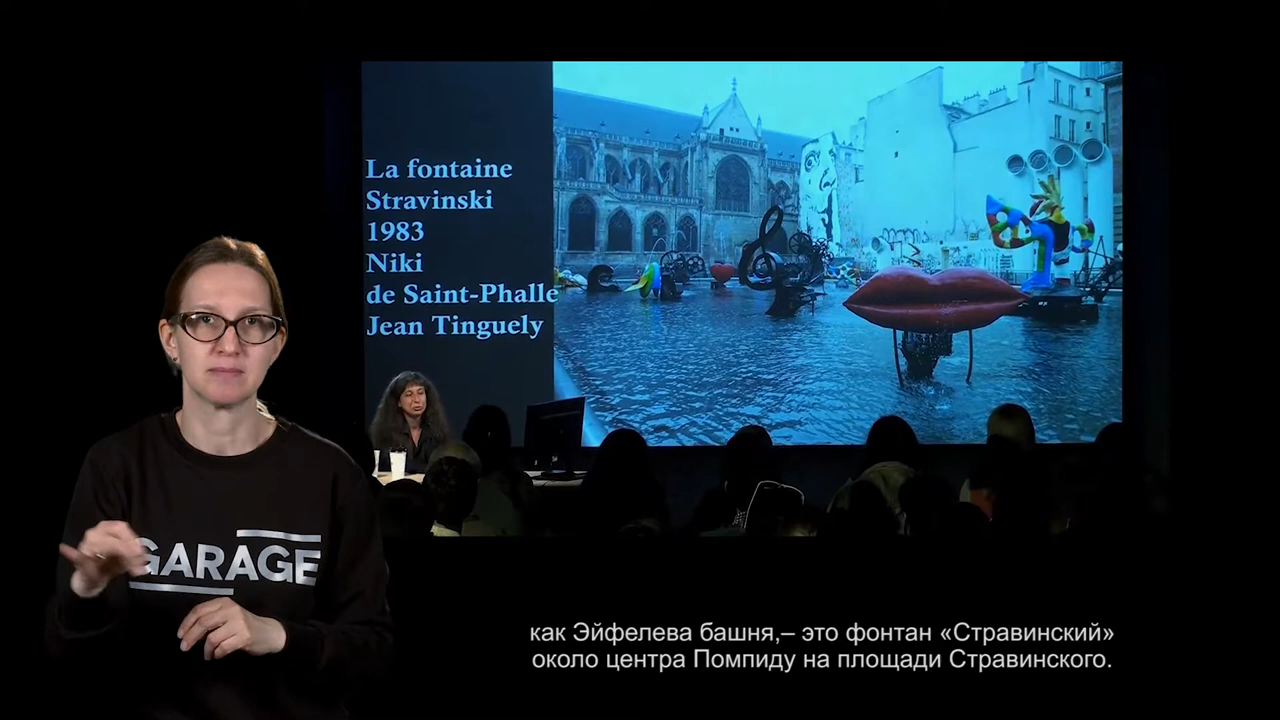 La fontaine
Stravinski
1983
Niki
de Saint-Phalle
Jean Tinguely
GARAGE
как Эйфелева башня,– это фонтан «Стравинский»
около центра Помпиду на площади Стравинского.